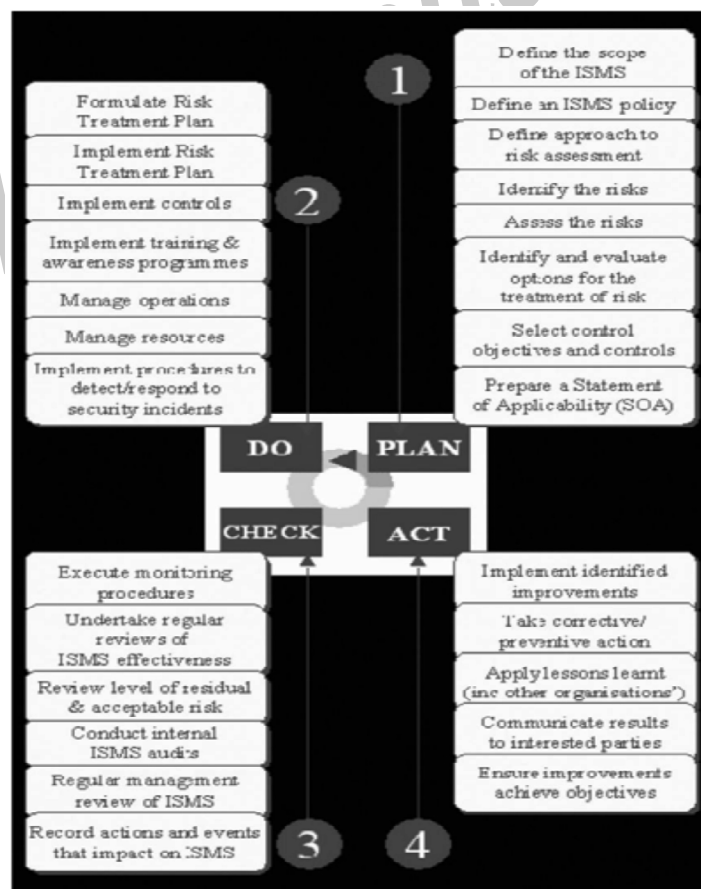 1
Define the scope
of the ISMS
Define an ISMS policy
Define approach to
risk assessment
Identify the risks
Assess the risks
Identify and evaluate
options for the
treatment of risk
Select control
objectives and controls
Prepare a Statement
of Applicability (SOA)
2
Formulate Risk
Treatment Plan
Implement Risk
Treatment Plan
Implement controls
Implement training &
awareness programmes
Manage operations
Manage resources
Implement procedures to
detect/respond to
security incidents
DO
PLAN
CHECK
ACT
Execute monitoring
procedures
Undertake regular
reviews of
ISMS effectiveness
Review level of residual
& acceptable risk
Conduct internal
ISMS audits
Regular management
review of ISMS
Record actions and events
that impact on ISMS
3
Implement identified
improvements
Take corrective/
preventive action
Apply lessons learnt
(inc other organisations')
Communicate results
to interested parties
Ensure improvements
achieve objectives
4